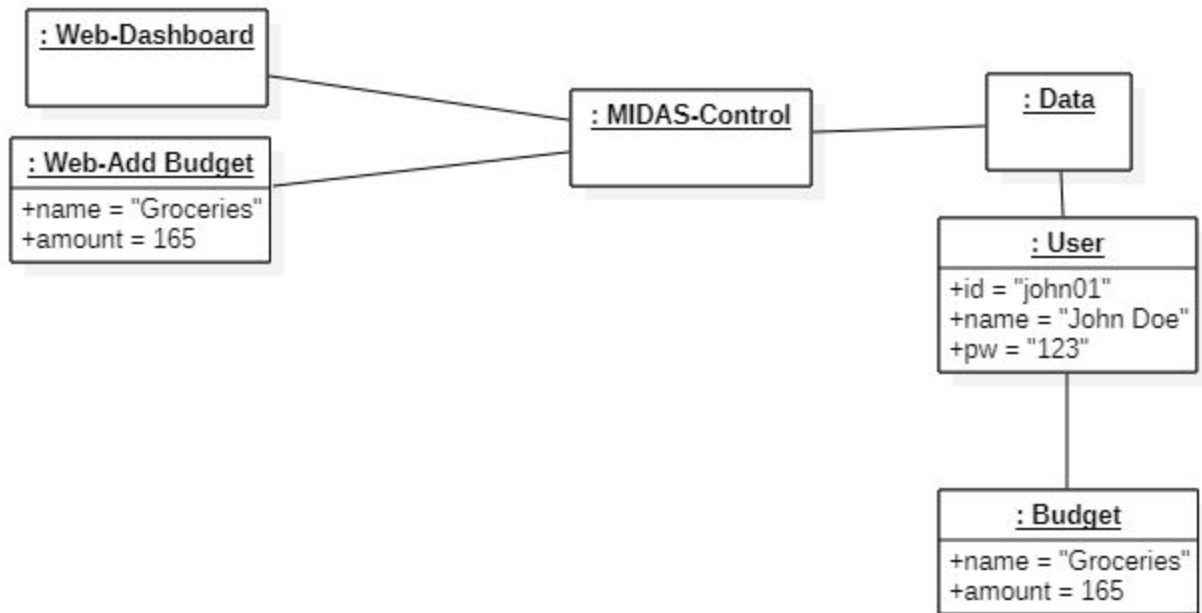 : Web-Dashboard
: Web-Add Budget
+name = "Groceries"
+amount = 165
: MIDAS-Control
: Data
: User
+id = "john01"
+name = "John Doe"
+pw = "123"
: Budget
+name = "Groceries"
+amount = 165